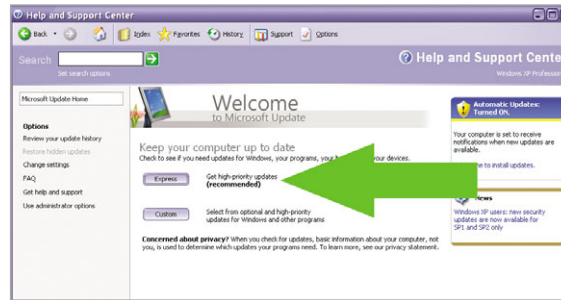 Help and Support Center
Back
Index
Favorites
History
Support
Options
Search
Set search options
Help and Support Cente
Windows XP Profession
Microsoft Update Home
Options
Review your update history
Restore hidden updates
Change settings
FAQ
Get help and support
Use administrator options
Welcome
to Microsoft Update
Keep your computer up to date
Check to see if you need updates for Windows, your programs, your your devices.
Express
Get high-priority updates
(recommended)
Custom
Select from optional and high-priority
updates for Windows and other programs
Concerned about privacy? When you check for updates, basic information about your computer, not
you, is used to determine which updates your programs need. To learn more, see our privacy statement.
Automatic Updates:
Turned ON.
Your computer is set to receive
notifications when new updates are
available.
to install updates.
News
Windows XP users: new security
updates are now available for
SP1 and SP2 only